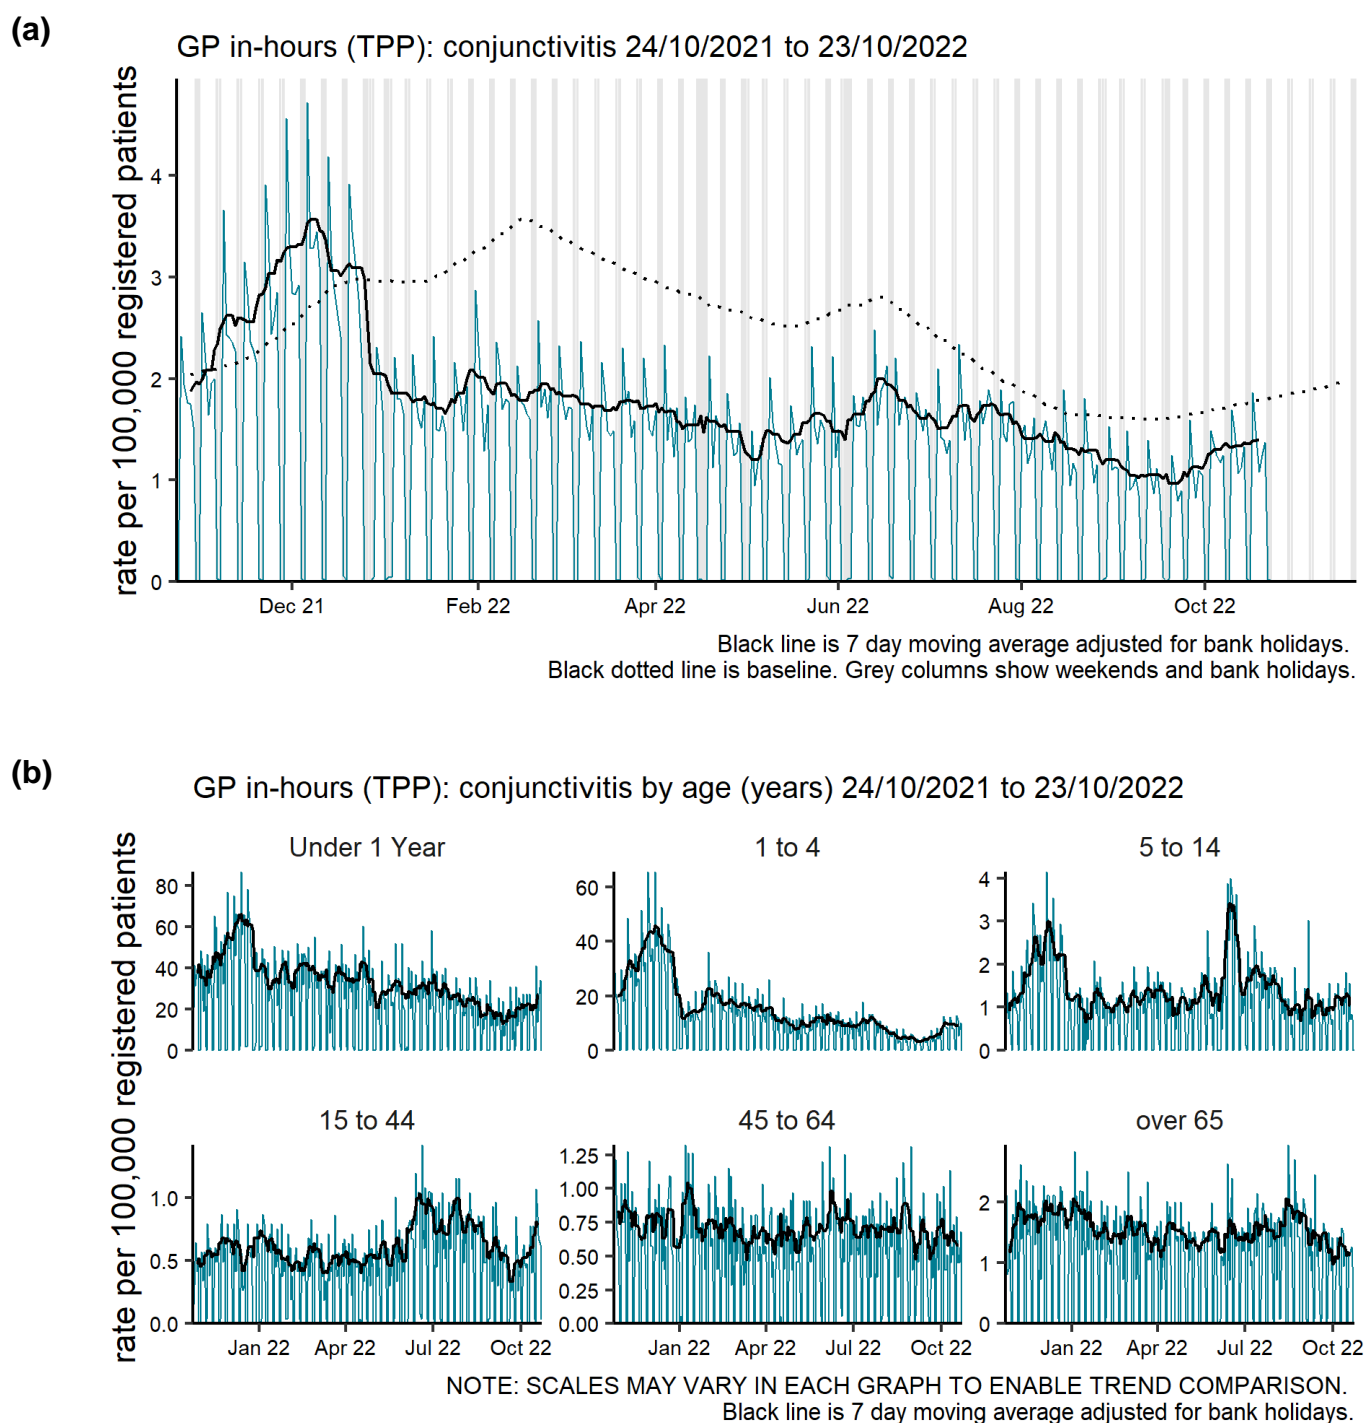 (a)
GP in-hours (TPP): conjunctivitis 24/10/2021 to 23/10/2022
rate per 100,000 registered patients
4
3
2
1
0
Dec 21 Feb 22 Apr 22 Jun 22 Aug 22 Oct 22
Black line is 7 day moving average adjusted for bank holidays.
Black dotted line is baseline. Grey columns show weekends and bank holidays.
(b)
GP in-hours (TPP): conjunctivitis by age (years) 24/10/2021 to 23/10/2022
rate per 100,000 registered patients
Under 1 Year
80
60
40
20
0
1 to 4
60
40
20
0
5 to 14
4
3
2
1
0
15 to 44
1.0
0.5
0.0
Jan 22 Apr 22 Jul 22 Oct 22
45 to 64
1.25
1.00
0.75
0.50
0.25
0.00
Jan 22 Apr 22 Jul 22 Oct 22
over 65
2
1
0
Jan 22 Apr 22 Jul 22 Oct 22
NOTE: SCALES MAY VARY IN EACH GRAPH TO ENABLE TREND COMPARISON.
Black line is 7 day moving average adjusted for bank holidays.